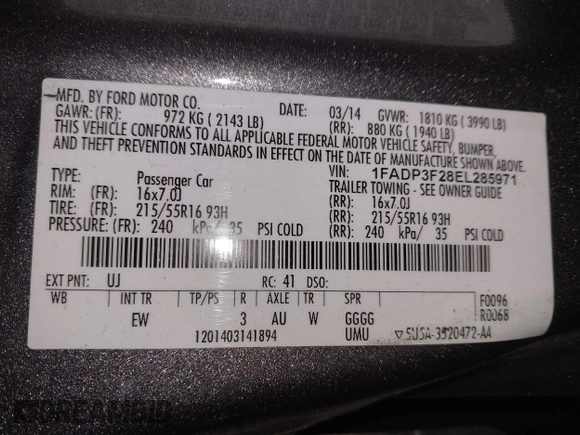 MFD. BY FORD MOTOR CO. DATE: 03/14 GVWR: 1810 KG ( 3990 LB)
GAWR: (FR): 972 KG ( 2143 LB) (RR): 880 KG ( 1940 LB)
THIS VEHICLE CONFORMS TO ALL APPLICABLE FEDERAL MOTOR VEHICLE SAFETY, BUMPER,
AND THEFT PREVENTION STANDARDS IN EFFECT ON THE DATE OF MANUFACTURE SHOWN ABOVE.
VIN: 1FADP3F28EL285971
TYPE: Passenger Car TRAILER TOWING - SEE OWNER GUIDE
RIM: (FR) 16x7.0J (RR): 16x7.0J
TIRE: (FR) 215/55R16 93H (RR): 215/55R16 93H
PRESSURE: (FR) 240 kPa/ 35 PSI COLD (RR): 240 kPa/ 35 PSI COLD
EXT PNT: UJ RC: 41 DSO:
WB INT TR TP/PS R AXLE TR SPR F0096
EW 3 AU W GGGG R0068
1201403141894 UMU ▽5U5A-3520472-AA
DREAMBID